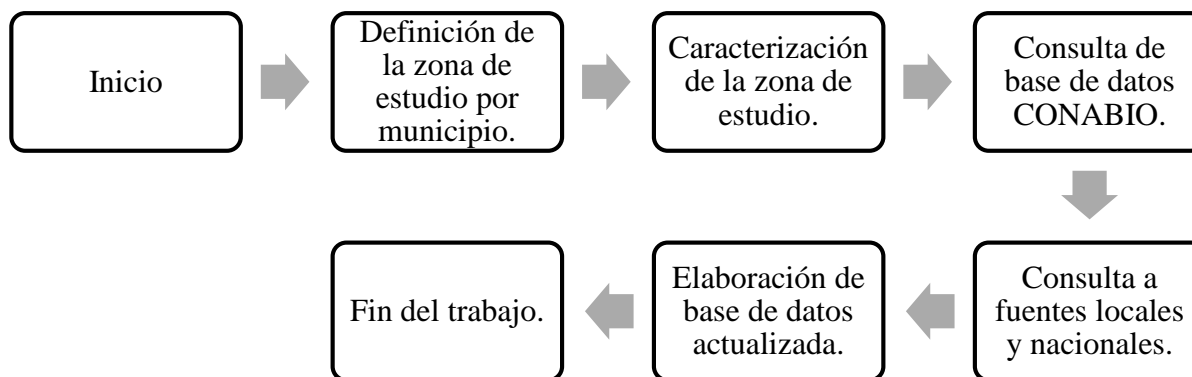 Inicio
Definición de
la zona de
estudio por
municipio.
Caracterización
de la zona de
estudio.
Consulta de
base de datos
CONABIO.
Consulta a
fuentes locales
y nacionales.
Elaboración de
base de datos
actualizada.
Fin del trabajo.